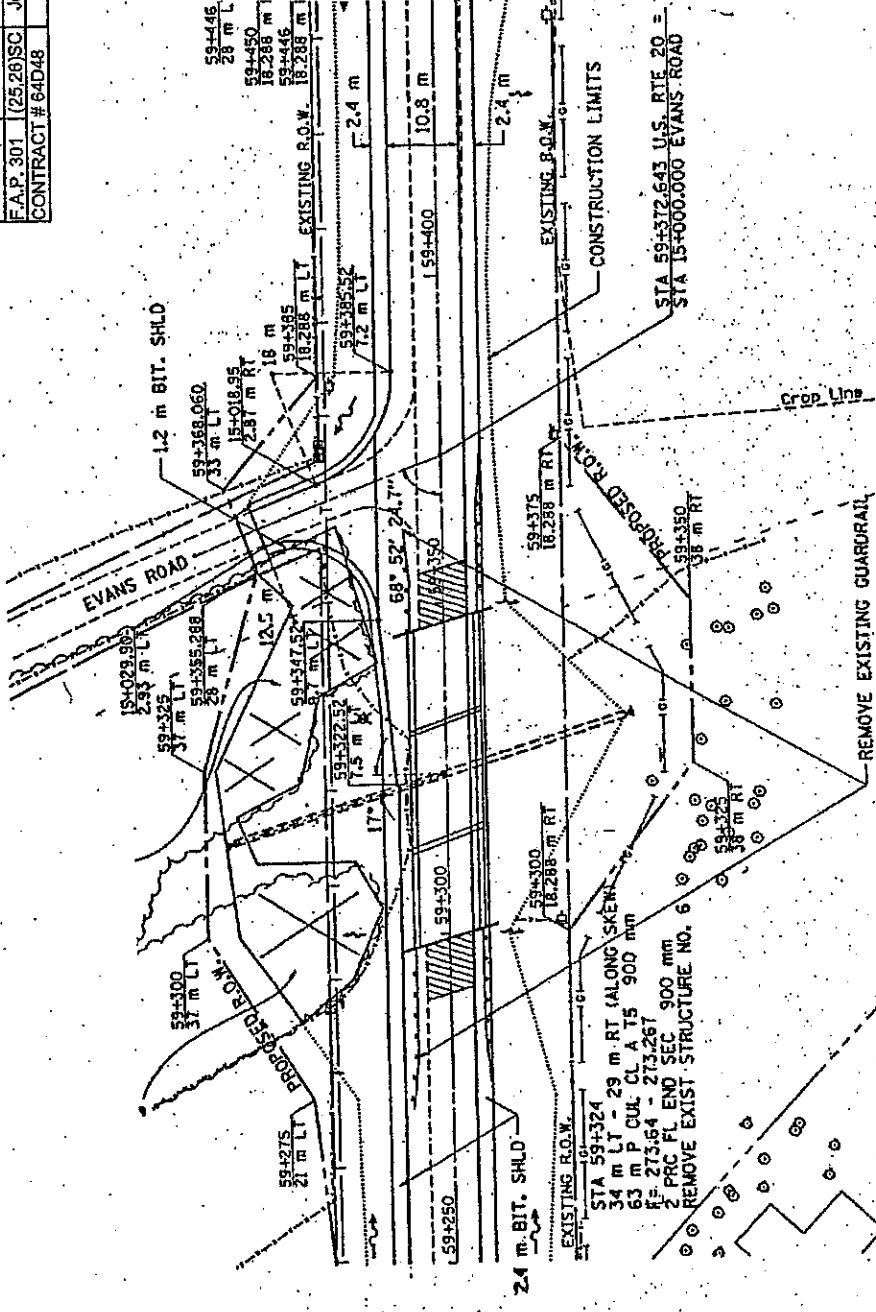 F.A.P. 301 (25,26)SC
CONTRACT # 64D48
59+446
28 m L
59+450
18.288 m
59+446
18.288 m
EXISTING R.O.W.
2.4 m
10.8 m
2.4 m
EXISTING R.O.W.
CONSTRUCTION LIMITS
STA 59+372.643 U.S. RTE 20 =
STA 15+000.000 EVANS ROAD
59+400
1.2 m BIT. SHLD
18 m
59+385
18.288 m LT
59+385.52
7.2 m LT
59+368.060
33 m LT
15+018.95
2.87 m RT
EVANS ROAD
15+029.90
2.93 m LT
59+325
37 m LT
59+355.288
28 m LT
12.5 m
59+347.52
m LT
59+322.52
7.5 m LT
68° 52' 24.7"
59+350
17°
59+375
18.288 m RT
PROPOSED R.O.W.
Crop Line
59+350
38 m RT
REMOVE EXISTING GUARDRAIL
59+300
37 m LT
PROPOSED R.O.W.
59+275
21 m LT
59+300
59+300
18.288 m RT
59+325
38 m RT
59+250
2.4 m BIT. SHLD
EXISTING R.O.W.
STA 59+324
34 m LT - 29 m RT (ALONG SKEW)
63 m P CUL CL A T5 900 mm
F= 273.64 - 273.267
2 PRC FL END SEC 900 mm
REMOVE EXIST STRUCTURE NO. 6